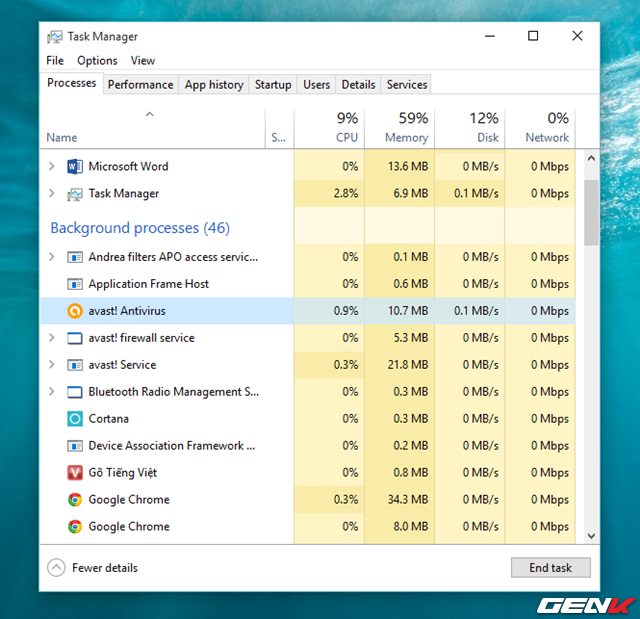 Task Manager
File Options View
Processes Performance App history Startup Users Details Services
9% 59% 12% 0%
Name S... CPU Memory Disk Network
Microsoft Word 0% 13.6 MB 0 MB/s 0 Mbps
Task Manager 2.8% 6.9 MB 0.1 MB/s 0 Mbps
Background processes (46)
Andrea filters APO access servic... 0% 0.1 MB 0 MB/s 0 Mbps
Application Frame Host 0% 0.6 MB 0 MB/s 0 Mbps
avast! Antivirus 0.9% 10.7 MB 0.1 MB/s 0 Mbps
avast! firewall service 0% 5.3 MB 0 MB/s 0 Mbps
avast! Service 0.3% 21.8 MB 0 MB/s 0 Mbps
Bluetooth Radio Management S... 0% 0.3 MB 0 MB/s 0 Mbps
Cortana 0% 0.3 MB 0 MB/s 0 Mbps
Device Association Framework ... 0% 0.2 MB 0 MB/s 0 Mbps
Gõ Tiếng Việt 0% 0.8 MB 0 MB/s 0 Mbps
Google Chrome 0.3% 34.3 MB 0 MB/s 0 Mbps
Google Chrome 0% 8.0 MB 0 MB/s 0 Mbps
Fewer details End task
GENK